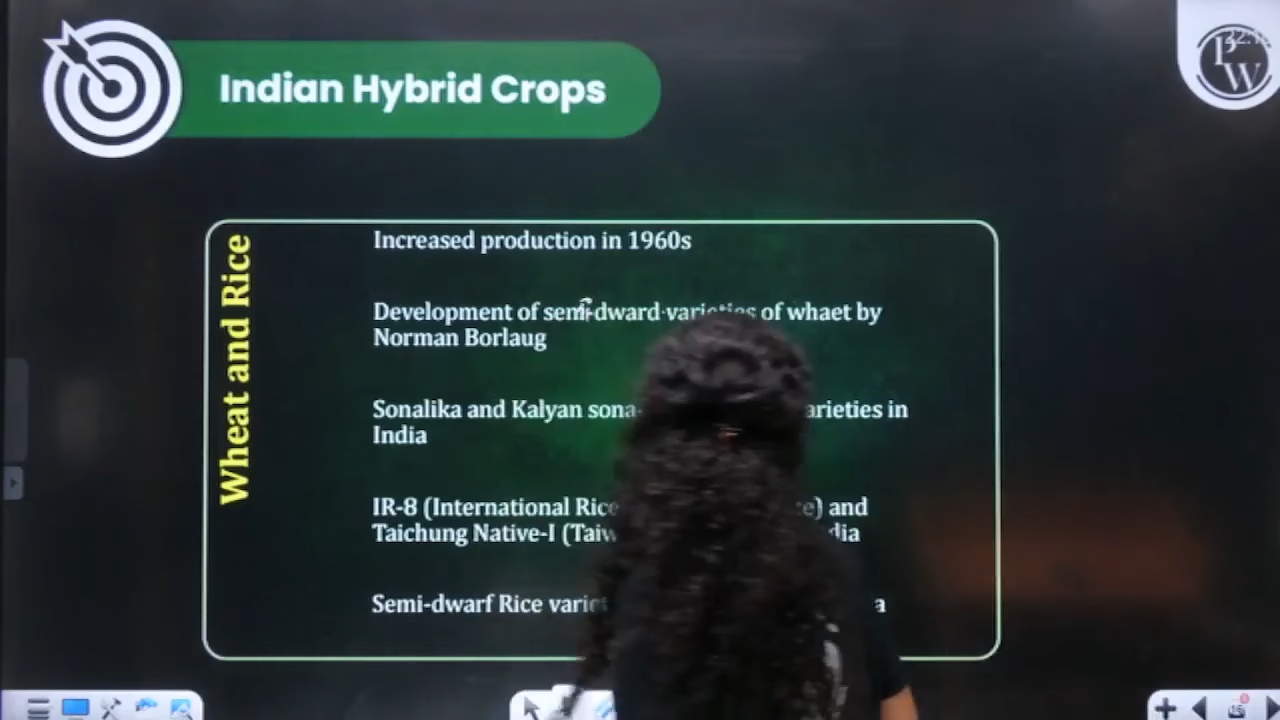 Indian Hybrid Crops
PW
Wheat and Rice
Increased production in 1960s
Development of semi-dward varieties of whaet by
Norman Borlaug
Sonalika and Kalyan sona- arieties in
India
IR-8 (International Rice and
Taichung Native-I (Taiw dia
Semi-dwarf Rice variet a